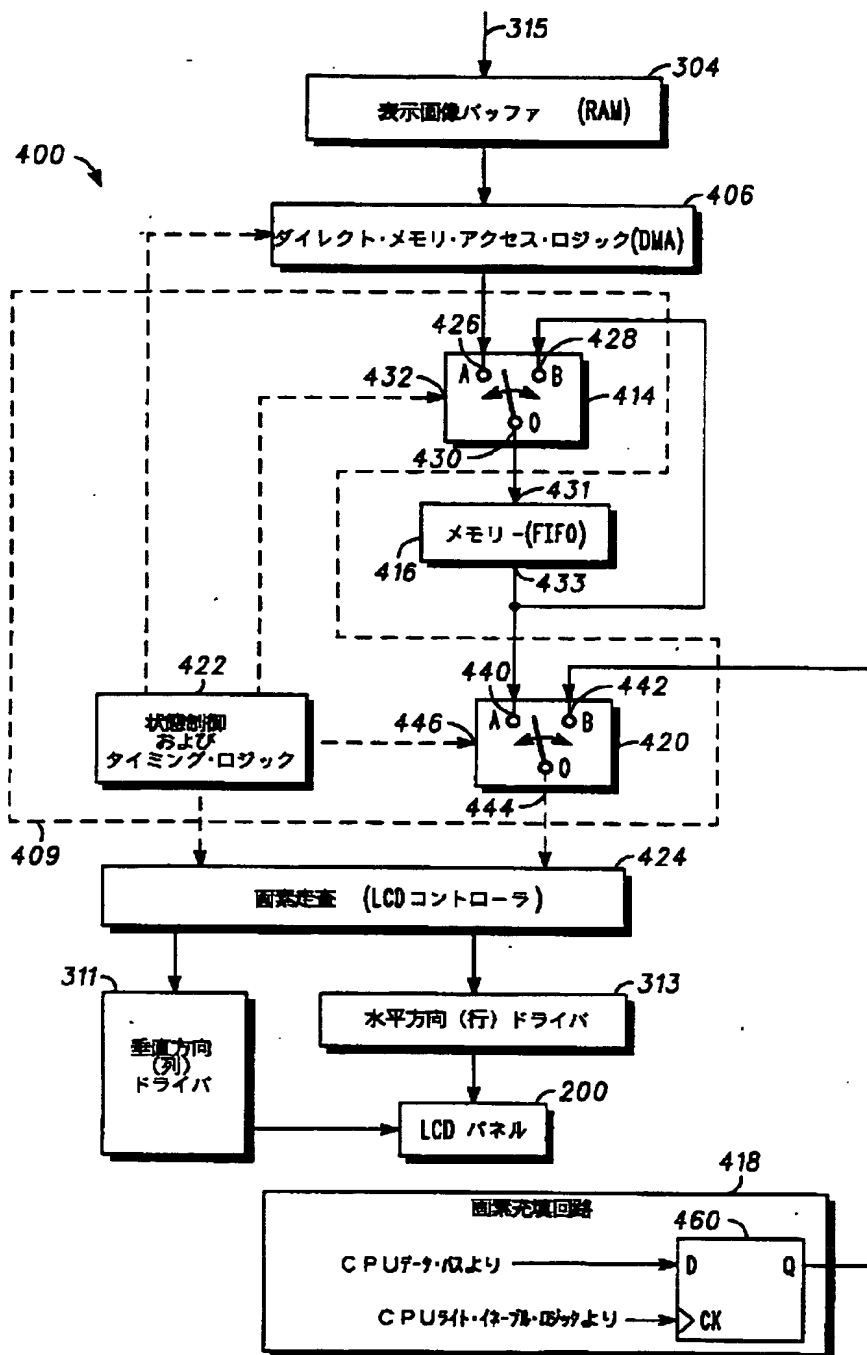 315
304
表示画像バッファ (RAM)
400
406
ダイレクト・メモリ・アクセス・ロジック(DMA)
426
428
A B
432
414
O
430
431
メモリ-(FIFO)
416
433
422
440
442
状態制御
および
タイミング・ロジック
446
A B
420
O
444
409
424
画素走査 (LCDコントローラ)
311
313
垂直方向
(列)
ドライバ
水平方向 (行) ドライバ
200
LCD パネル
418
画素充填回路
460
CPUデータ・バスより
D Q
CPUライト・イネーブル・ロジックより
CK